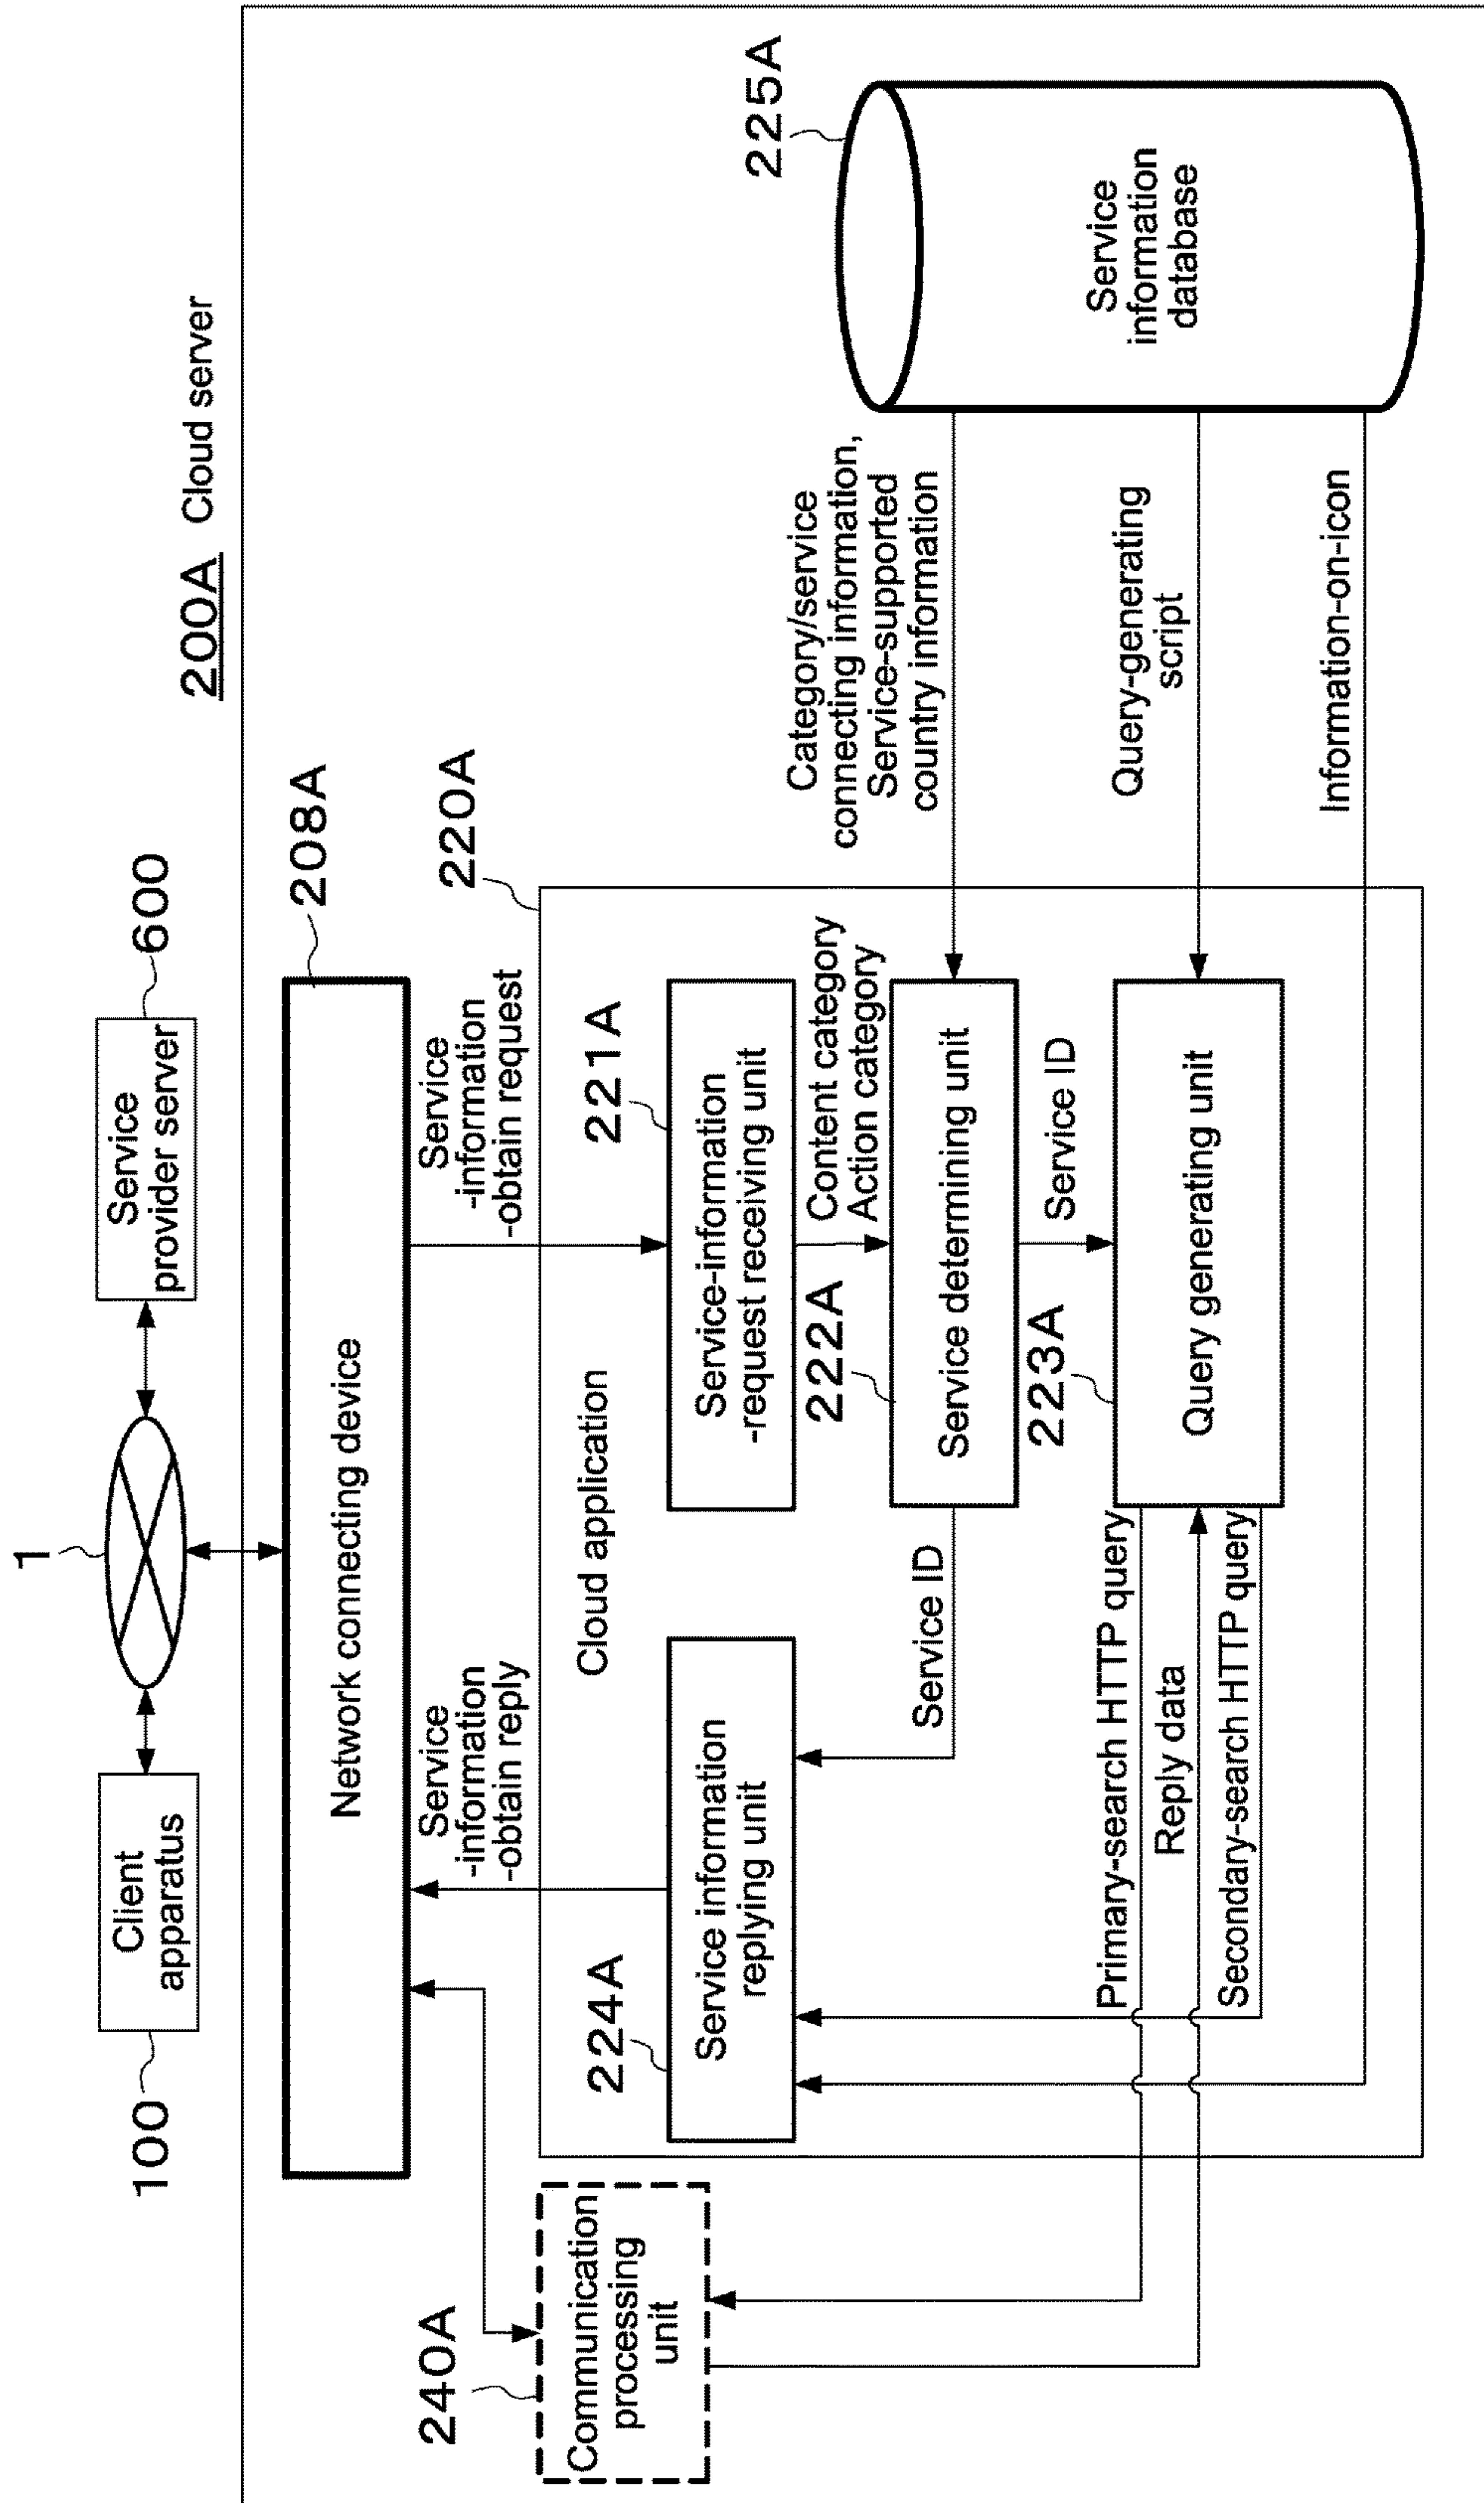 1
100
Client
apparatus
Service
provider server
600
200A Cloud server
Network connecting device
208A
240A
Communication
processing
unit
Service
-information
-obtain reply
Service
-information
-obtain request
220A
Cloud application
224A
Service information
replying unit
221A
Service-information
-request receiving unit
Content category
Action category
222A
Service determining unit
Service ID
Service ID
223A
Query generating unit
Primary-search HTTP query
Reply data
Secondary-search HTTP query
Category/service
connecting information,
Service-supported
country information
Query-generating
script
Information-on-icon
225A
Service
information
database